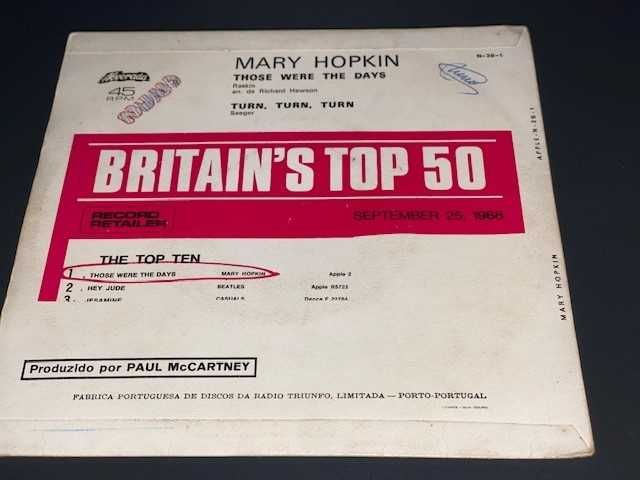 Alvorada
45
RPM
MARY HOPKIN
THOSE WERE THE DAYS
Raskin
arr. de Richard Hewson
TURN, TURN, TURN
Seeger
N-38-1
BRITAIN'S TOP 50
RECORD
RETAILER
SEPTEMBER 25, 1968
THE TOP TEN
1. THOSE WERE THE DAYS MARY HOPKIN Apple 2
2. HEY JUDE BEATLES Apple R5722
3. JESAMINE CASUALS Decca F 22784
Produzido por PAUL McCARTNEY
FABRICA PORTUGUESA DE DISCOS DA RADIO TRIUNFO, LIMITADA — PORTO-PORTUGAL
APPLE-N-38-1
MARY HOPKIN